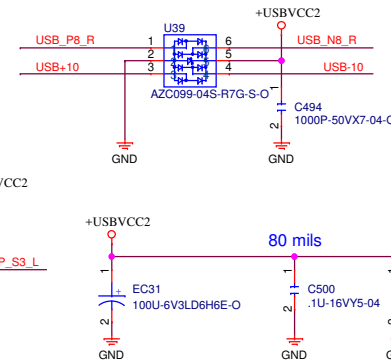 +USBVCC2
U39
USB_P8_R
1
6
USB_N8_R
2
5
USB+10
3
4
USB-10
AZC099-04S-R7G-S-O
1
C494
1000P-50VX7-04-O
2
GND
GND
VCC2
+USBVCC2
80 mils
P_S3_L
1
1
EC31
C500
100U-6V3LD6H6E-O
.1U-16VY5-04
2
2
GND
GND